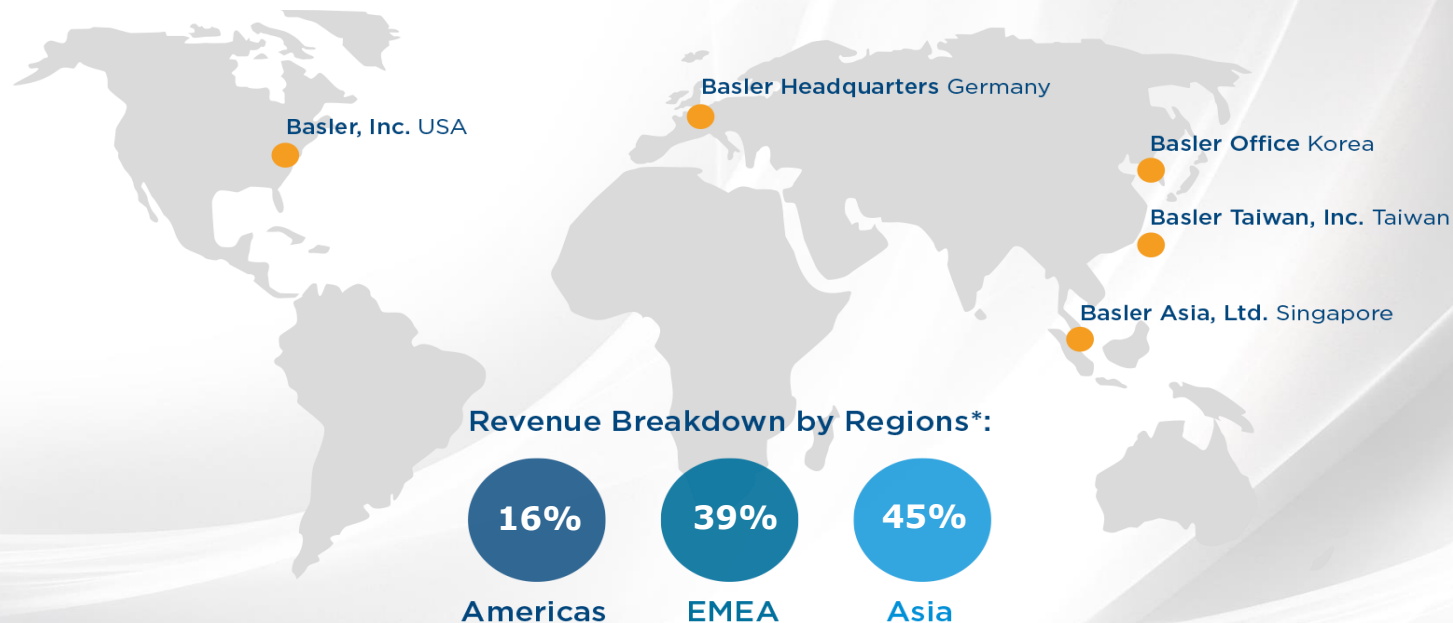 Basler Headquarters Germany
Basler, Inc. USA
Basler Office Korea
Basler Taiwan, Inc. Taiwan
Basler Asia, Ltd. Singapore
Revenue Breakdown by Regions*:
16% 39% 45%
Americas EMEA Asia